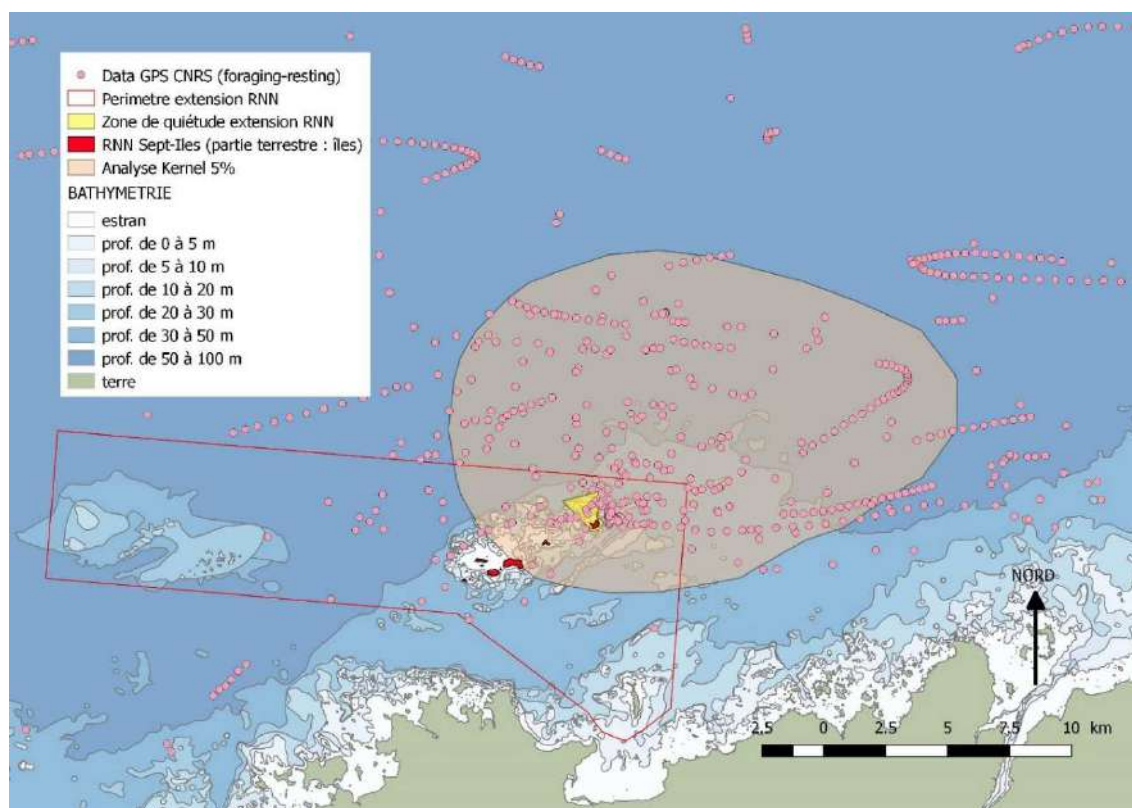 Data GPS CNRS (foraging-resting)
Perimetre extension RNN
Zone de quiétude extension RNN
RNN Sept-Iles (partie terrestre : îles)
Analyse Kernel 5%
BATHYMETRIE
estran
prof. de 0 à 5 m
prof. de 5 à 10 m
prof. de 10 à 20 m
prof. de 20 à 30 m
prof. de 30 à 50 m
prof. de 50 à 100 m
terre
NORD
2.5 0 2.5 5 7.5 10 km